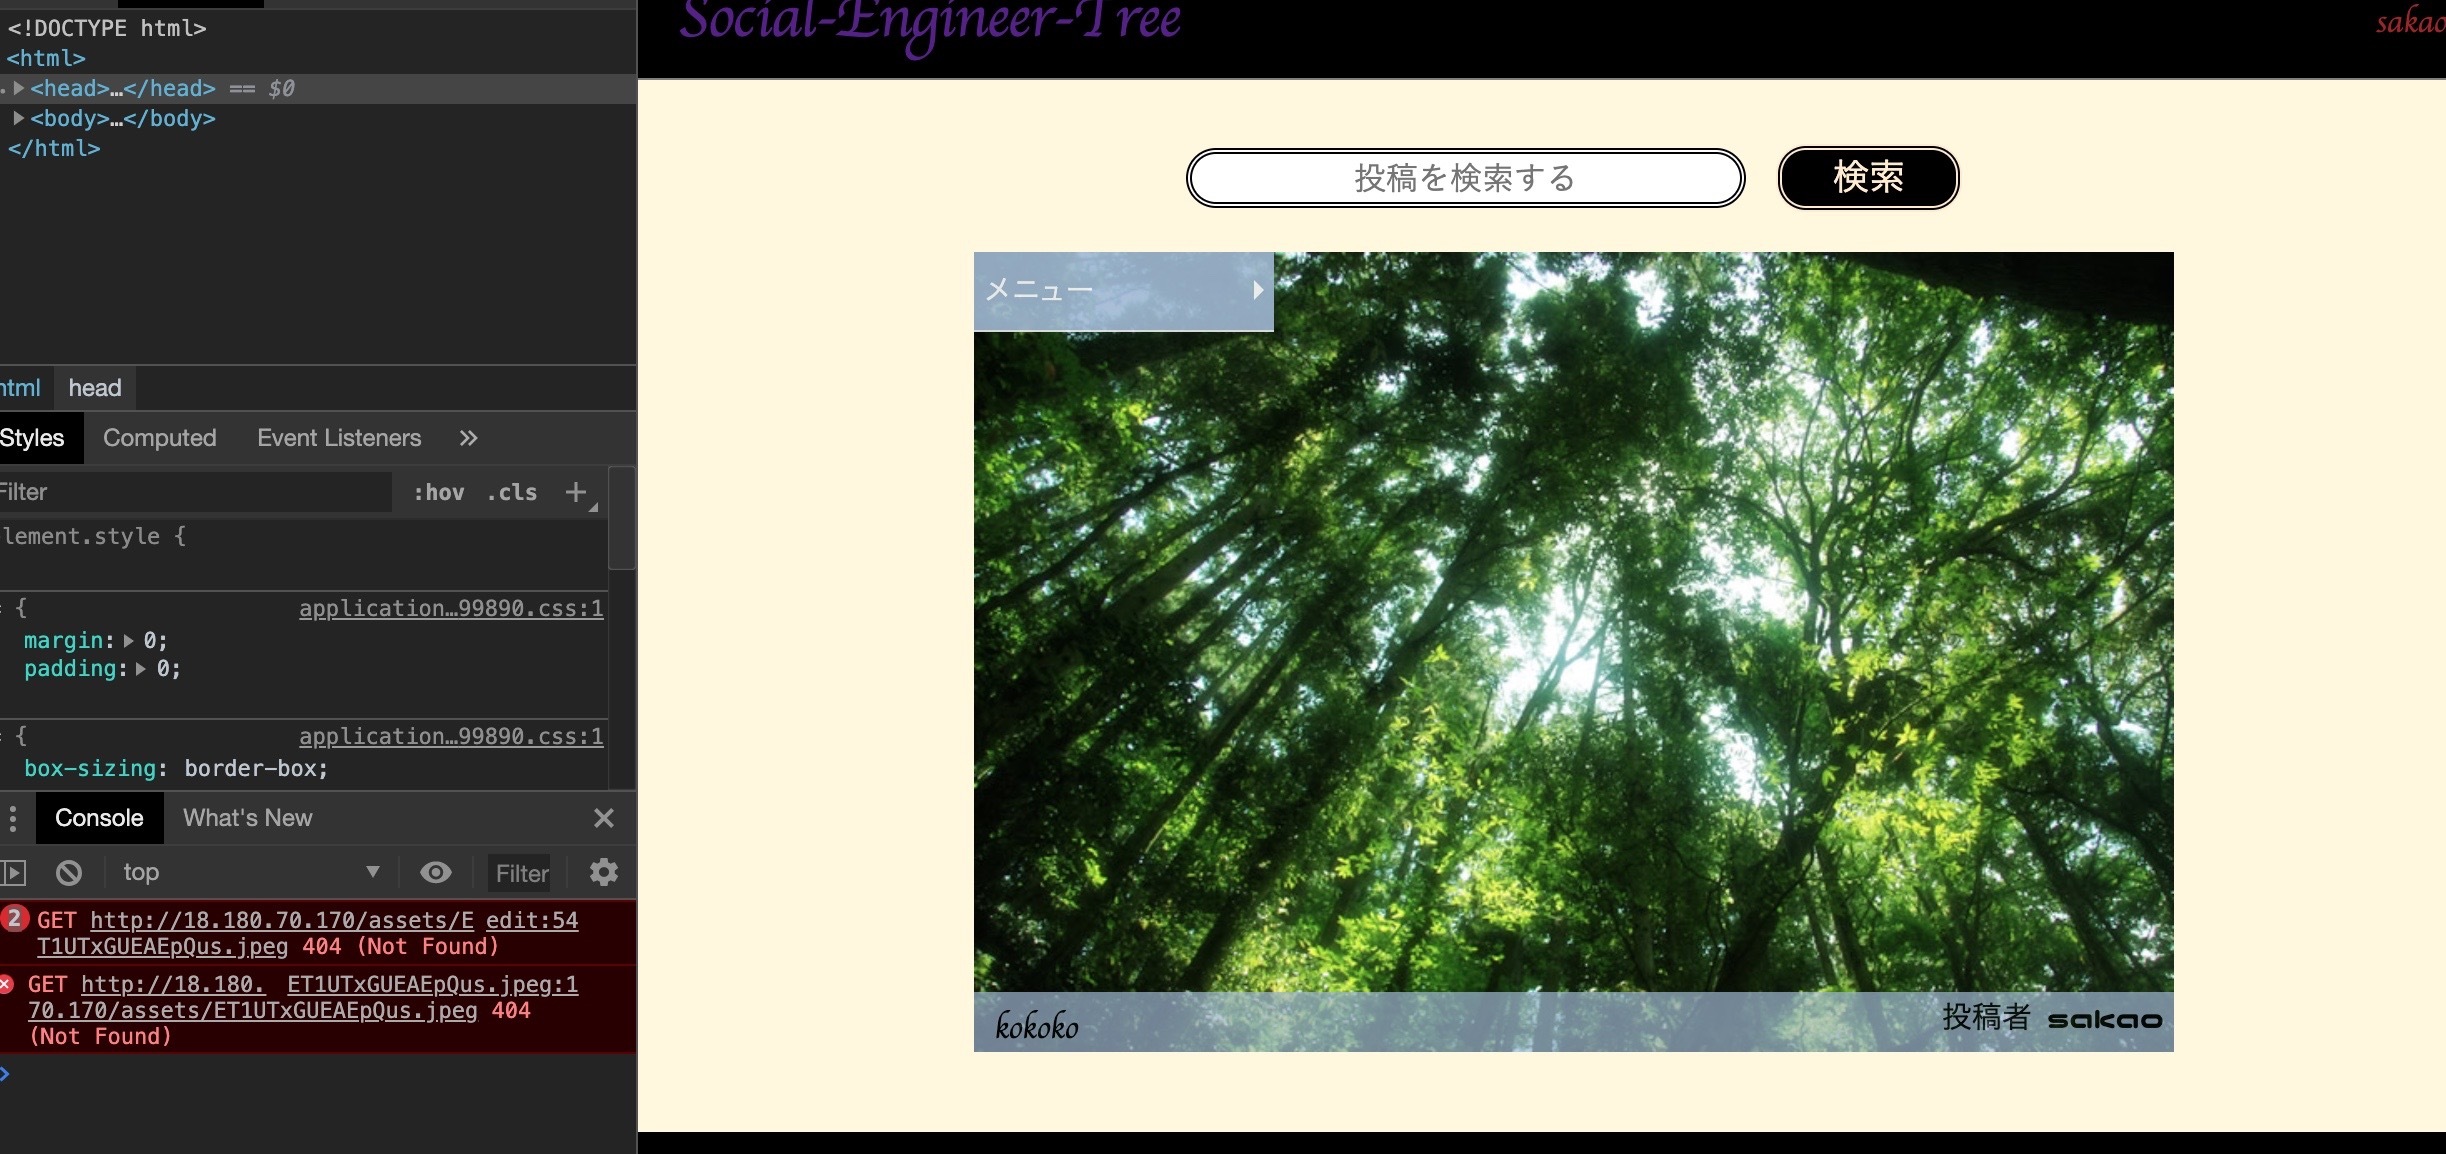 <!DOCTYPE html>
<html>
<head>…</head> == $0
<body>…</body>
</html>
html head
Styles Computed Event Listeners »
Filter :hov .cls +
element.style {
{ application…99890.css:1
margin: 0;
padding: 0;
{ application…99890.css:1
box-sizing: border-box;
Console What's New
top Filter
2 GET http://18.180.70.170/assets/E edit:54
T1UTxGUEAEpQus.jpeg 404 (Not Found)
GET http://18.180. ET1UTxGUEAEpQus.jpeg:1
70.170/assets/ET1UTxGUEAEpQus.jpeg 404
(Not Found)
Social-Engineer-Tree
sakao
投稿を検索する 検索
メニュー
kokoko
投稿者 sakao